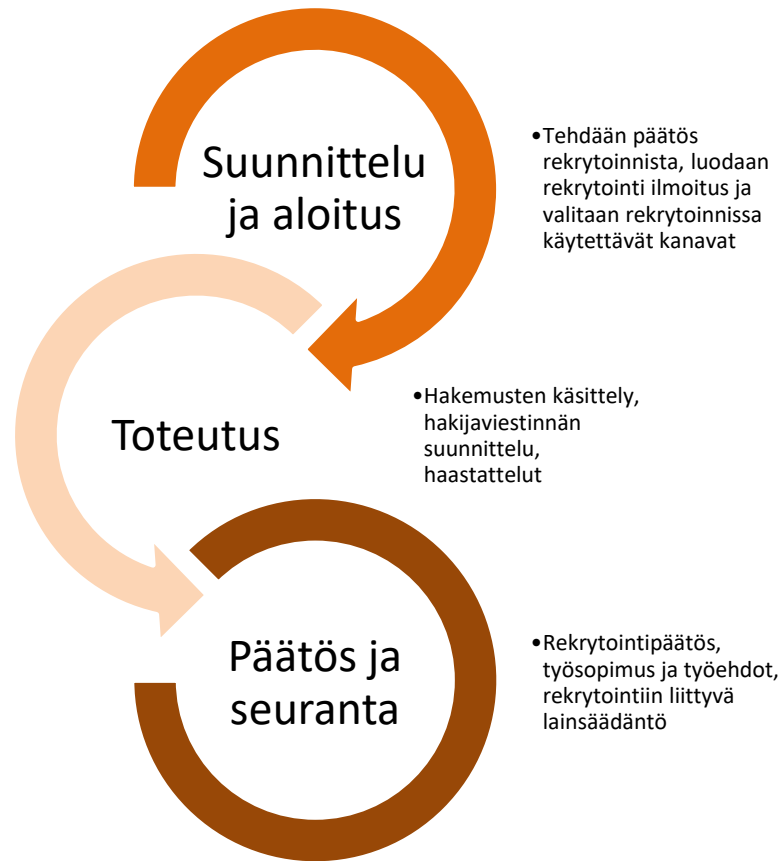 Suunnittelu
ja aloitus
•Tehdään päätös
rekrytoinnista, luodaan
rekrytointi ilmoitus ja
valitaan rekrytoinnissa
käytettävät kanavat
Toteutus
•Hakemusten käsittely,
hakijaviestinnän
suunnittelu,
haastattelut
Päätös ja
seuranta
•Rekrytointipäätös,
työsopimus ja työehdot,
rekrytointiin liittyvä
lainsäädäntö